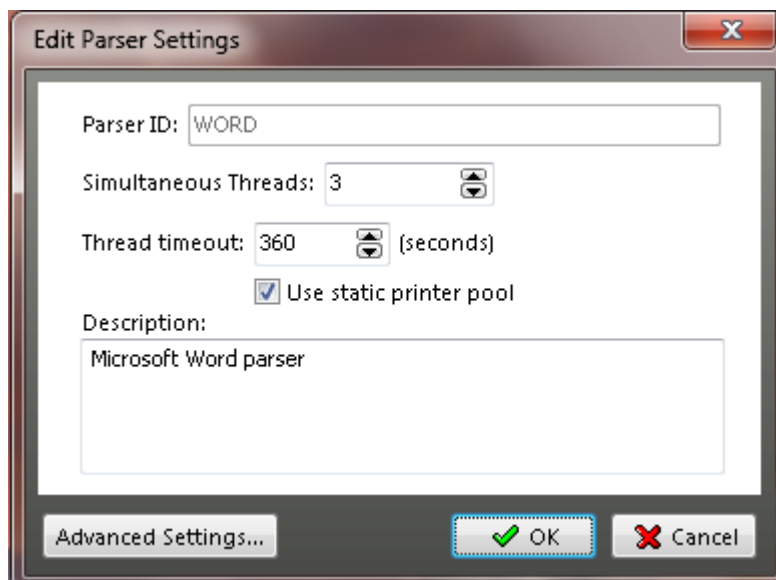 Edit Parser Settings
Parser ID: WORD
Simultaneous Threads: 3
Thread timeout: 360 (seconds)
Use static printer pool
Description:
Microsoft Word parser
Advanced Settings... OK Cancel